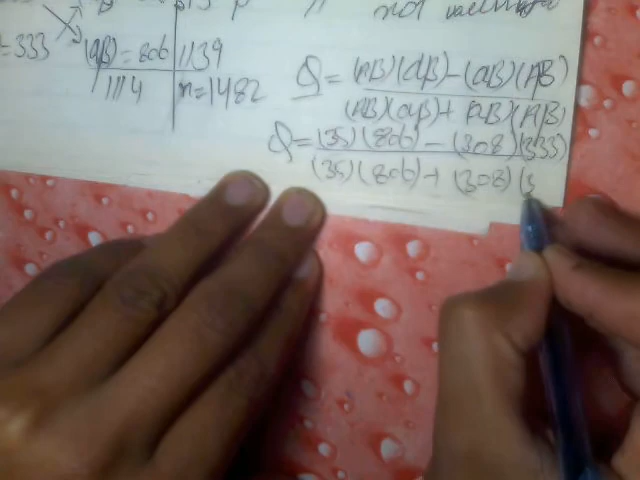 not
=333 (αβ)=806 1139
1114 n=1482
Q = (AB)(αβ)-(αB)(Aβ)
(AB)(αβ)+(αB)(Aβ)
Q = (35)(806) - (308)(333)
(35)(806) + (308)(3